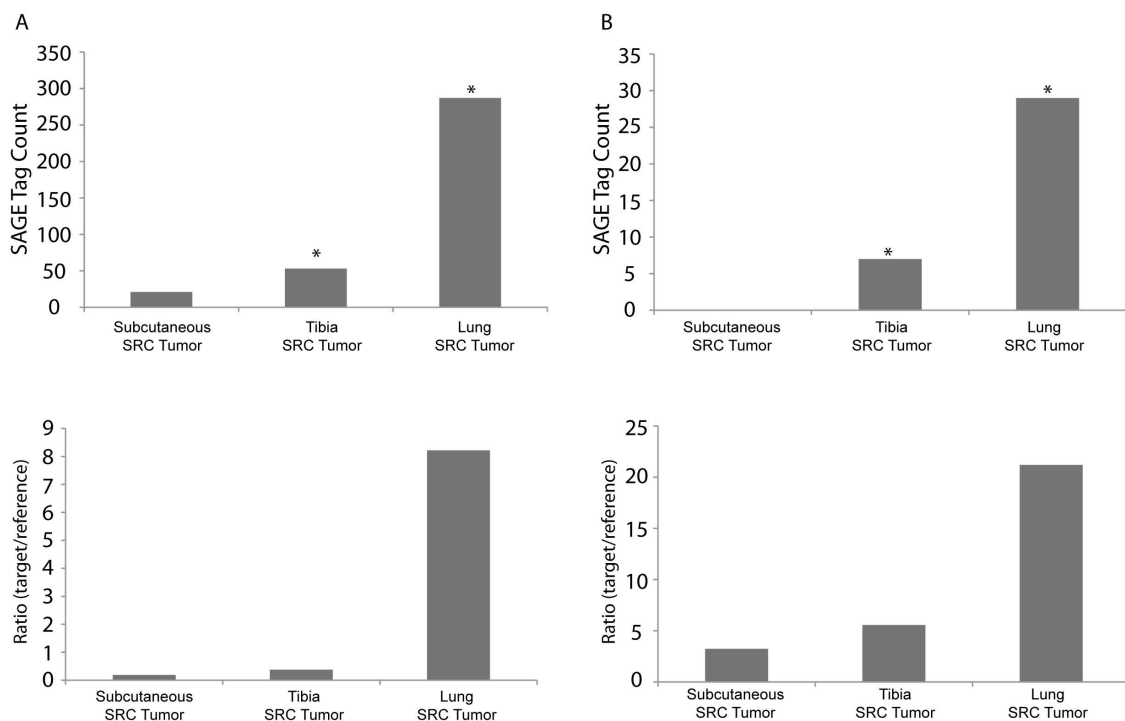 A
350
300
250
200
150
100
50
0
SAGE Tag Count
*
*
Subcutaneous
SRC Tumor
Tibia
SRC Tumor
Lung
SRC Tumor
B
35
30
25
20
15
10
5
0
SAGE Tag Count
*
*
Subcutaneous
SRC Tumor
Tibia
SRC Tumor
Lung
SRC Tumor
9
8
7
6
5
4
3
2
1
0
Ratio (target/reference)
Subcutaneous
SRC Tumor
Tibia
SRC Tumor
Lung
SRC Tumor
25
20
15
10
5
0
Ratio (target/reference)
Subcutaneous
SRC Tumor
Tibia
SRC Tumor
Lung
SRC Tumor